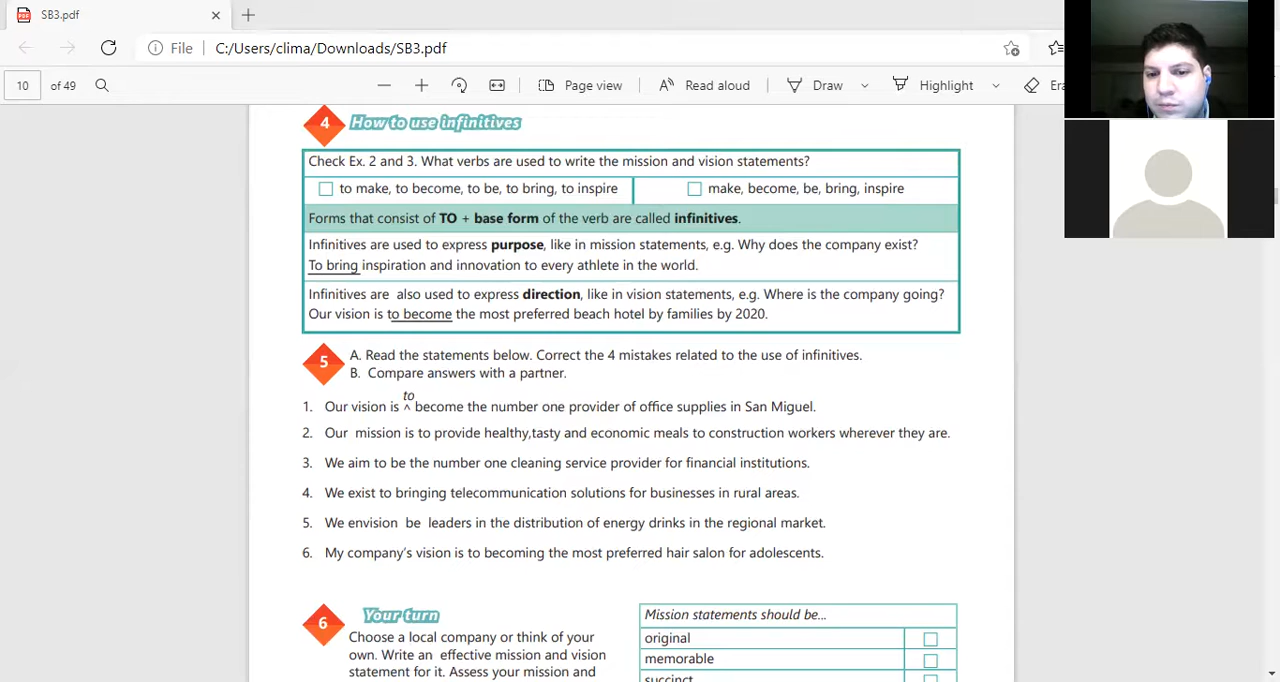 SB3.pdf
File C:/Users/clima/Downloads/SB3.pdf
10 of 49 Page view Read aloud Draw Highlight Era
4 How to use infinitives
Check Ex. 2 and 3. What verbs are used to write the mission and vision statements?
to make, to become, to be, to bring, to inspire make, become, be, bring, inspire
Forms that consist of TO + base form of the verb are called infinitives.
Infinitives are used to express purpose, like in mission statements, e.g. Why does the company exist?
To bring inspiration and innovation to every athlete in the world.
Infinitives are also used to express direction, like in vision statements, e.g. Where is the company going?
Our vision is to become the most preferred beach hotel by families by 2020.
5 A. Read the statements below. Correct the 4 mistakes related to the use of infinitives.
B. Compare answers with a partner.
to
1. Our vision is ^ become the number one provider of office supplies in San Miguel.
2. Our mission is to provide healthy,tasty and economic meals to construction workers wherever they are.
3. We aim to be the number one cleaning service provider for financial institutions.
4. We exist to bringing telecommunication solutions for businesses in rural areas.
5. We envision be leaders in the distribution of energy drinks in the regional market.
6. My company's vision is to becoming the most preferred hair salon for adolescents.
6 Your turn
Choose a local company or think of your
own. Write an effective mission and vision
statement for it. Assess your mission and
Mission statements should be...
original
memorable
succinct